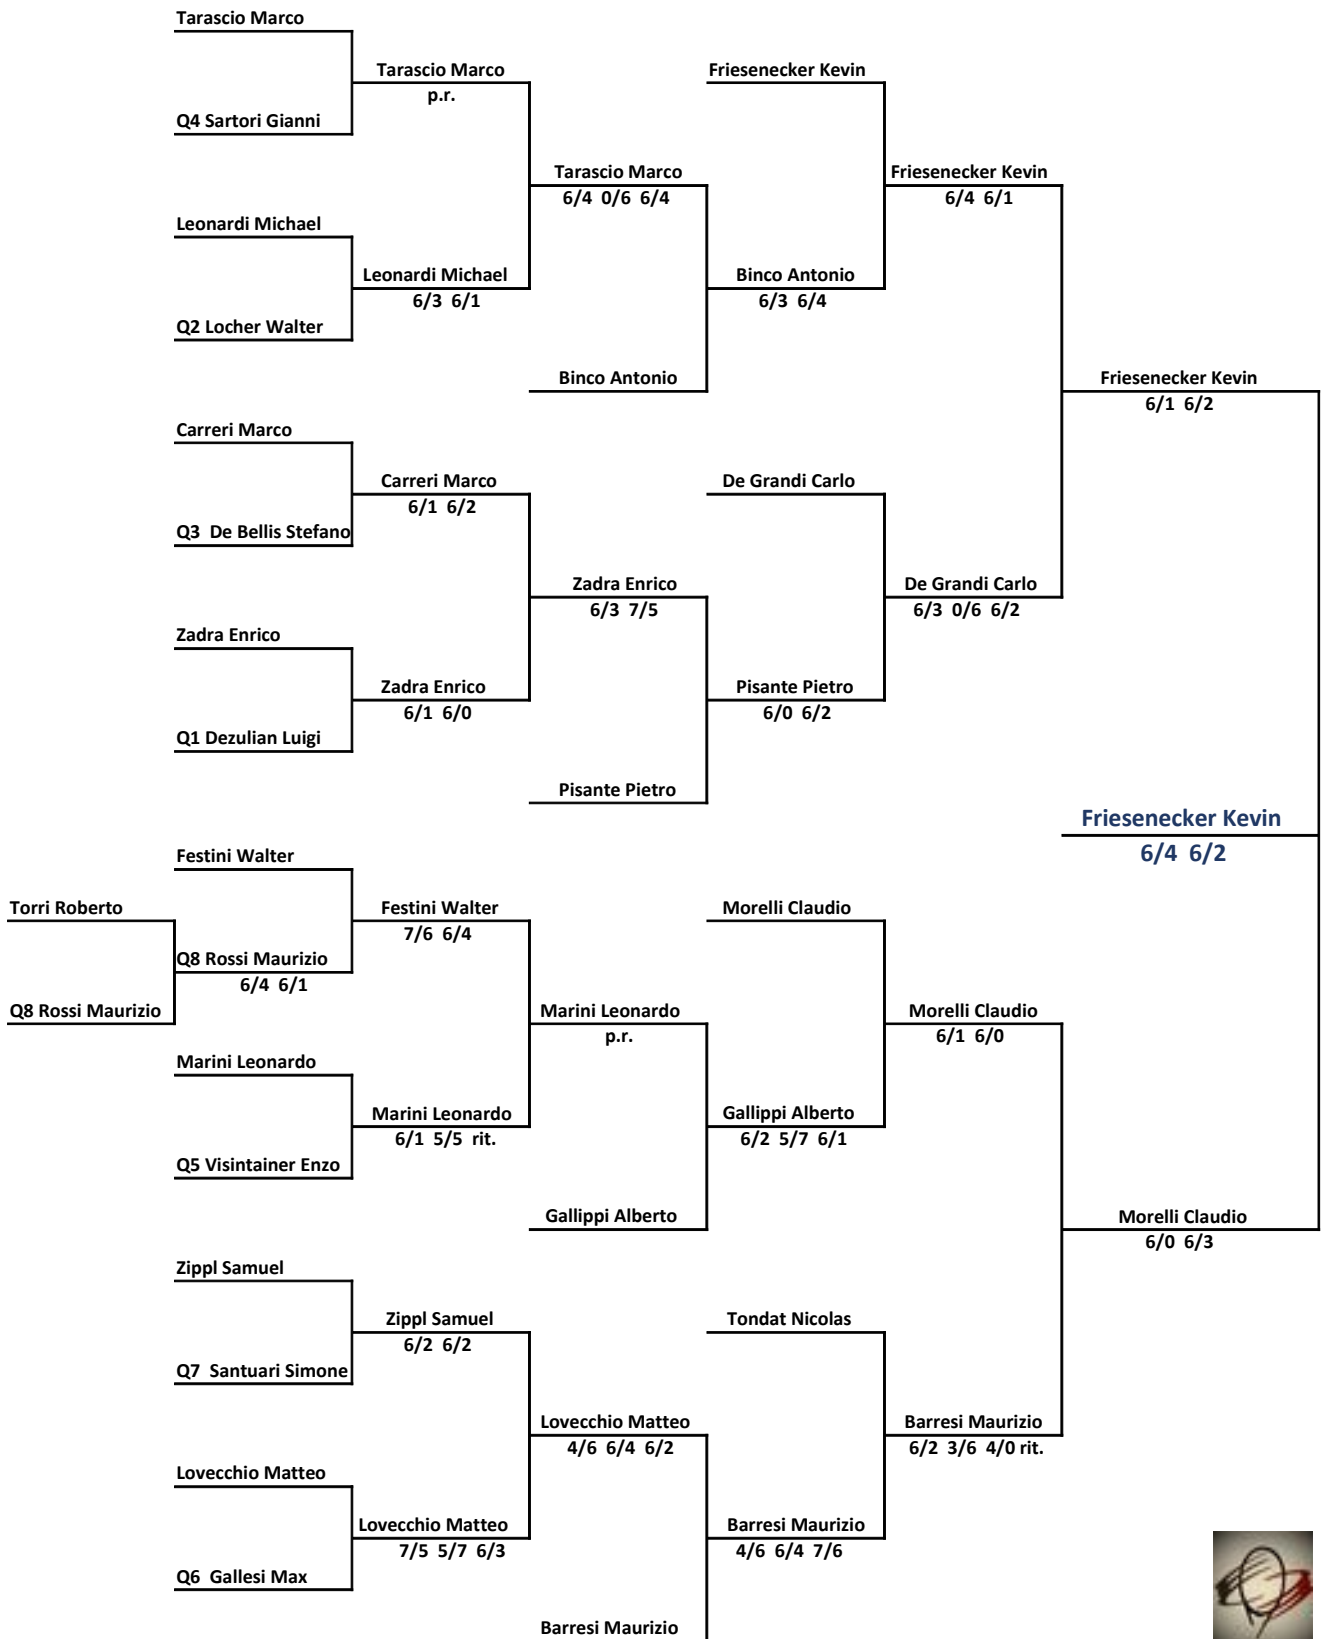 Tarascio Marco
Tarascio Marco
Friesenecker Kevin
p.r.
Q4 Sartori Gianni
Tarascio Marco
Friesenecker Kevin
6/4 0/6 6/4
6/4 6/1
Leonardi Michael
Leonardi Michael
Binco Antonio
6/3 6/1
6/3 6/4
Q2 Locher Walter
Binco Antonio
Friesenecker Kevin
6/1 6/2
Carreri Marco
Carreri Marco
De Grandi Carlo
6/1 6/2
Q3 De Bellis Stefano
Zadra Enrico
De Grandi Carlo
6/3 7/5
6/3 0/6 6/2
Zadra Enrico
Zadra Enrico
Pisante Pietro
6/1 6/0
6/0 6/2
Q1 Dezulian Luigi
Pisante Pietro
Friesenecker Kevin
6/4 6/2
Festini Walter
Torri Roberto
Festini Walter
Morelli Claudio
7/6 6/4
Q8 Rossi Maurizio
6/4 6/1
Q8 Rossi Maurizio
Marini Leonardo
Morelli Claudio
p.r.
6/1 6/0
Marini Leonardo
Marini Leonardo
Gallippi Alberto
6/1 5/5 rit.
6/2 5/7 6/1
Q5 Visintainer Enzo
Gallippi Alberto
Morelli Claudio
6/0 6/3
Zippl Samuel
Zippl Samuel
Tondat Nicolas
6/2 6/2
Q7 Santuari Simone
Lovecchio Matteo
Barresi Maurizio
4/6 6/4 6/2
6/2 3/6 4/0 rit.
Lovecchio Matteo
Lovecchio Matteo
Barresi Maurizio
7/5 5/7 6/3
4/6 6/4 7/6
Q6 Gallesi Max
Barresi Maurizio